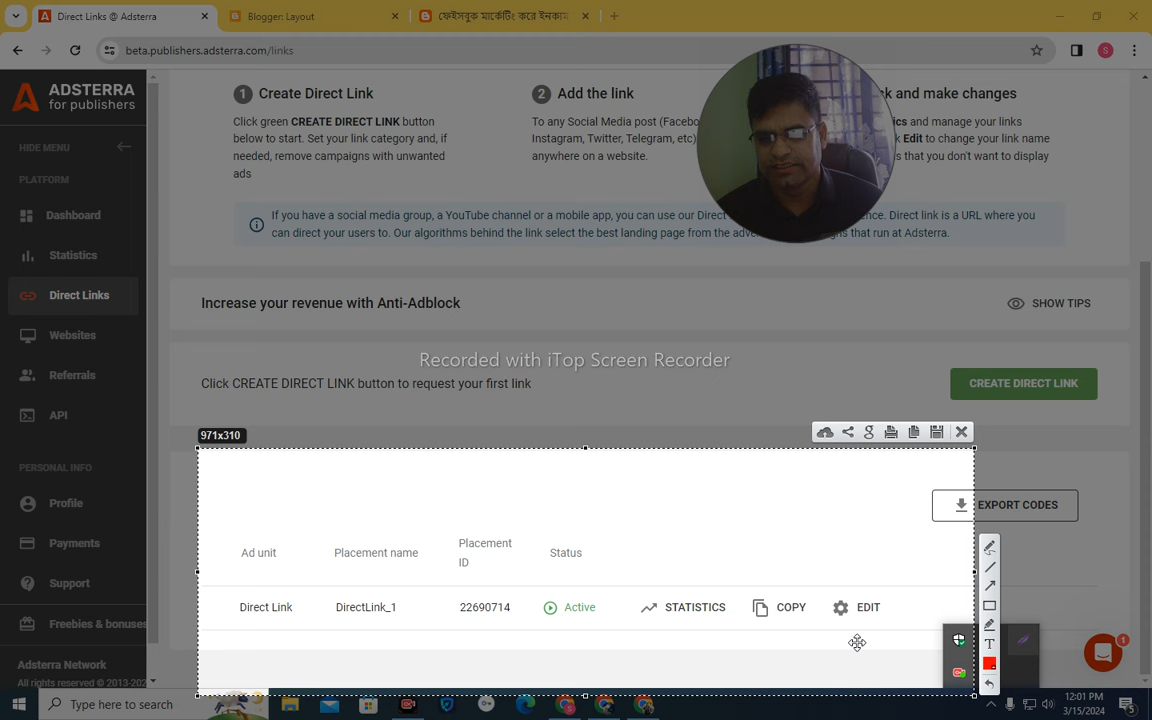 Direct Links @ Adsterra
Blogger: Layout
ফেইসবুক মার্কেটিং করে ইনকাম
beta.publishers.adsterra.com/links
S
ADSTERRA
for publishers
HIDE MENU
PLATFORM
Dashboard
Statistics
Direct Links
Websites
Referrals
API
PERSONAL INFO
Profile
Payments
Support
Freebies & bonuses
Adsterra Network
All rights reserved © 2013-202
1 Create Direct Link
Click green CREATE DIRECT LINK button
below to start. Set your link category and, if
needed, remove campaigns with unwanted
ads
2 Add the link
To any Social Media post (Facebo
Instagram, Twitter, Telegram, etc)
anywhere on a website.
k and make changes
ics and manage your links
k Edit to change your link name
s that you don't want to display
If you have a social media group, a YouTube channel or a mobile app, you can use our Direct ence. Direct link is a URL where you
can direct your users to. Our algorithms behind the link select the best landing page from the adve ns that run at Adsterra.
Increase your revenue with Anti-Adblock
SHOW TIPS
Recorded with iTop Screen Recorder
Click CREATE DIRECT LINK button to request your first link
CREATE DIRECT LINK
971x310
EXPORT CODES
Ad unit Placement name Placement ID Status
Direct Link DirectLink_1 22690714 Active STATISTICS COPY EDIT
T
1
Type here to search
12:01 PM
3/15/2024
5